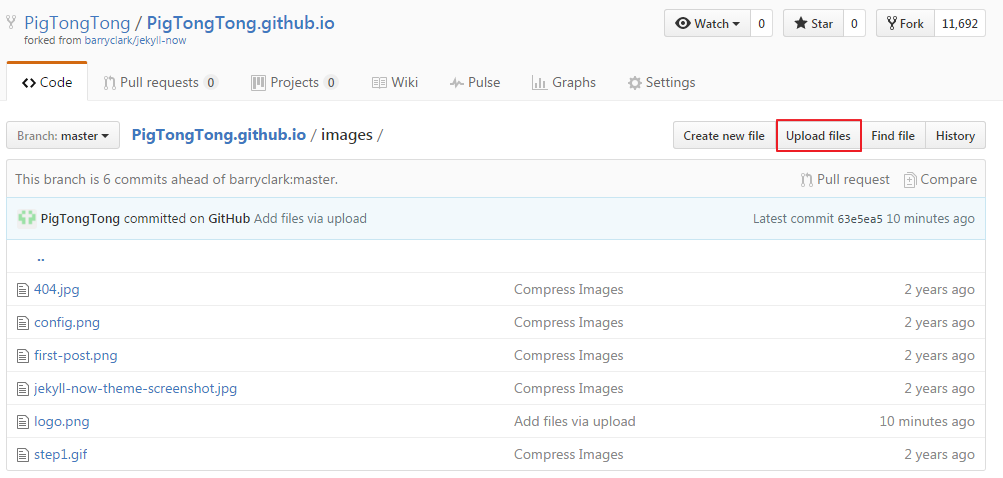 PigTongTong / PigTongTong.github.io Watch 0 Star 0 Fork 11,692
forked from barryclark/jekyll-now
Code Pull requests 0 Projects 0 Wiki Pulse Graphs Settings
Branch: master PigTongTong.github.io / images / Create new file Upload files Find file History
This branch is 6 commits ahead of barryclark:master. Pull request Compare
PigTongTong committed on GitHub Add files via upload Latest commit 63e5ea5 10 minutes ago
..
404.jpg Compress Images 2 years ago
config.png Compress Images 2 years ago
first-post.png Compress Images 2 years ago
jekyll-now-theme-screenshot.jpg Compress Images 2 years ago
logo.png Add files via upload 10 minutes ago
step1.gif Compress Images 2 years ago